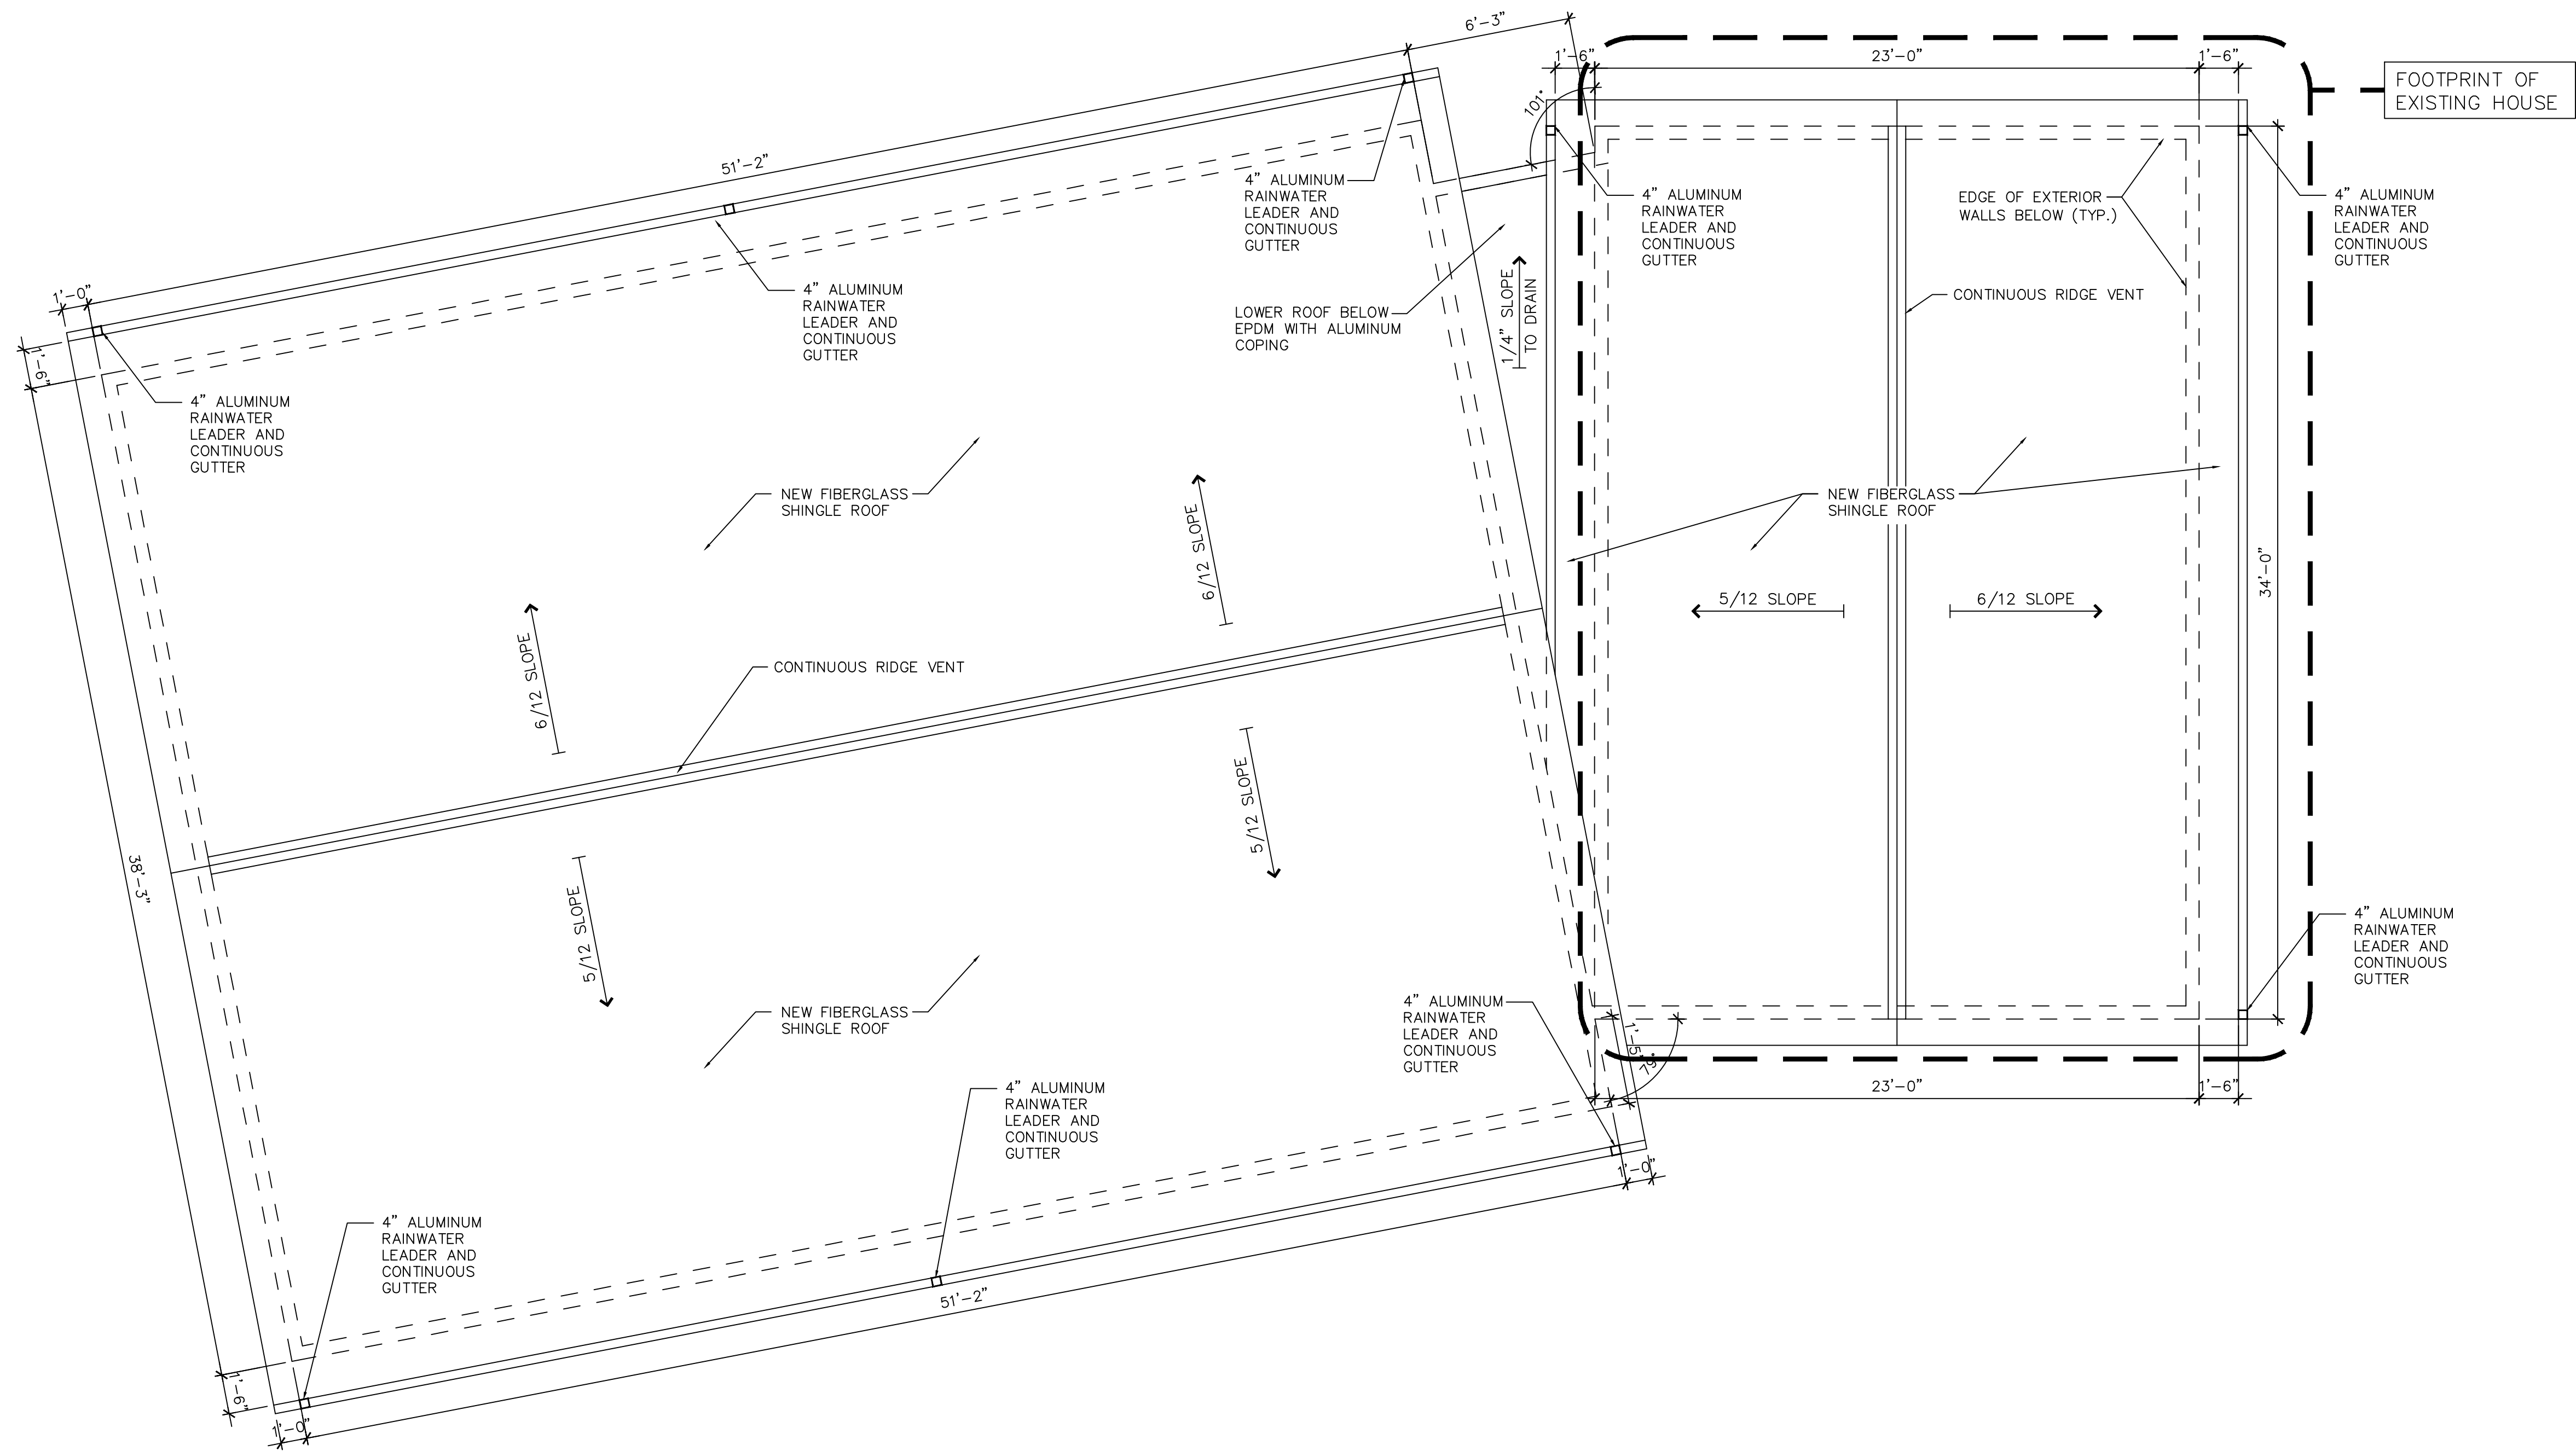 6'-3"
1'-6"
23'-0"
1'-6"
FOOTPRINT OF
EXISTING HOUSE
101°
51'-2"
4" ALUMINUM
RAINWATER
LEADER AND
CONTINUOUS
GUTTER
4" ALUMINUM
RAINWATER
LEADER AND
CONTINUOUS
GUTTER
EDGE OF EXTERIOR
WALLS BELOW (TYP.)
4" ALUMINUM
RAINWATER
LEADER AND
CONTINUOUS
GUTTER
1'-0"
4" ALUMINUM
RAINWATER
LEADER AND
CONTINUOUS
GUTTER
LOWER ROOF BELOW
EPDM WITH ALUMINUM
COPING
1/4" SLOPE
TO DRAIN
CONTINUOUS RIDGE VENT
1'-6"
4" ALUMINUM
RAINWATER
LEADER AND
CONTINUOUS
GUTTER
NEW FIBERGLASS
SHINGLE ROOF
NEW FIBERGLASS
SHINGLE ROOF
6/12 SLOPE
34'-0"
5/12 SLOPE
6/12 SLOPE
6/12 SLOPE
CONTINUOUS RIDGE VENT
5/12 SLOPE
38'-3"
5/12 SLOPE
4" ALUMINUM
RAINWATER
LEADER AND
CONTINUOUS
GUTTER
NEW FIBERGLASS
SHINGLE ROOF
4" ALUMINUM
RAINWATER
LEADER AND
CONTINUOUS
GUTTER
1'-5"
79°
23'-0"
1'-6"
4" ALUMINUM
RAINWATER
LEADER AND
CONTINUOUS
GUTTER
1'-0"
4" ALUMINUM
RAINWATER
LEADER AND
CONTINUOUS
GUTTER
51'-2"
1'-6"
1'-0"